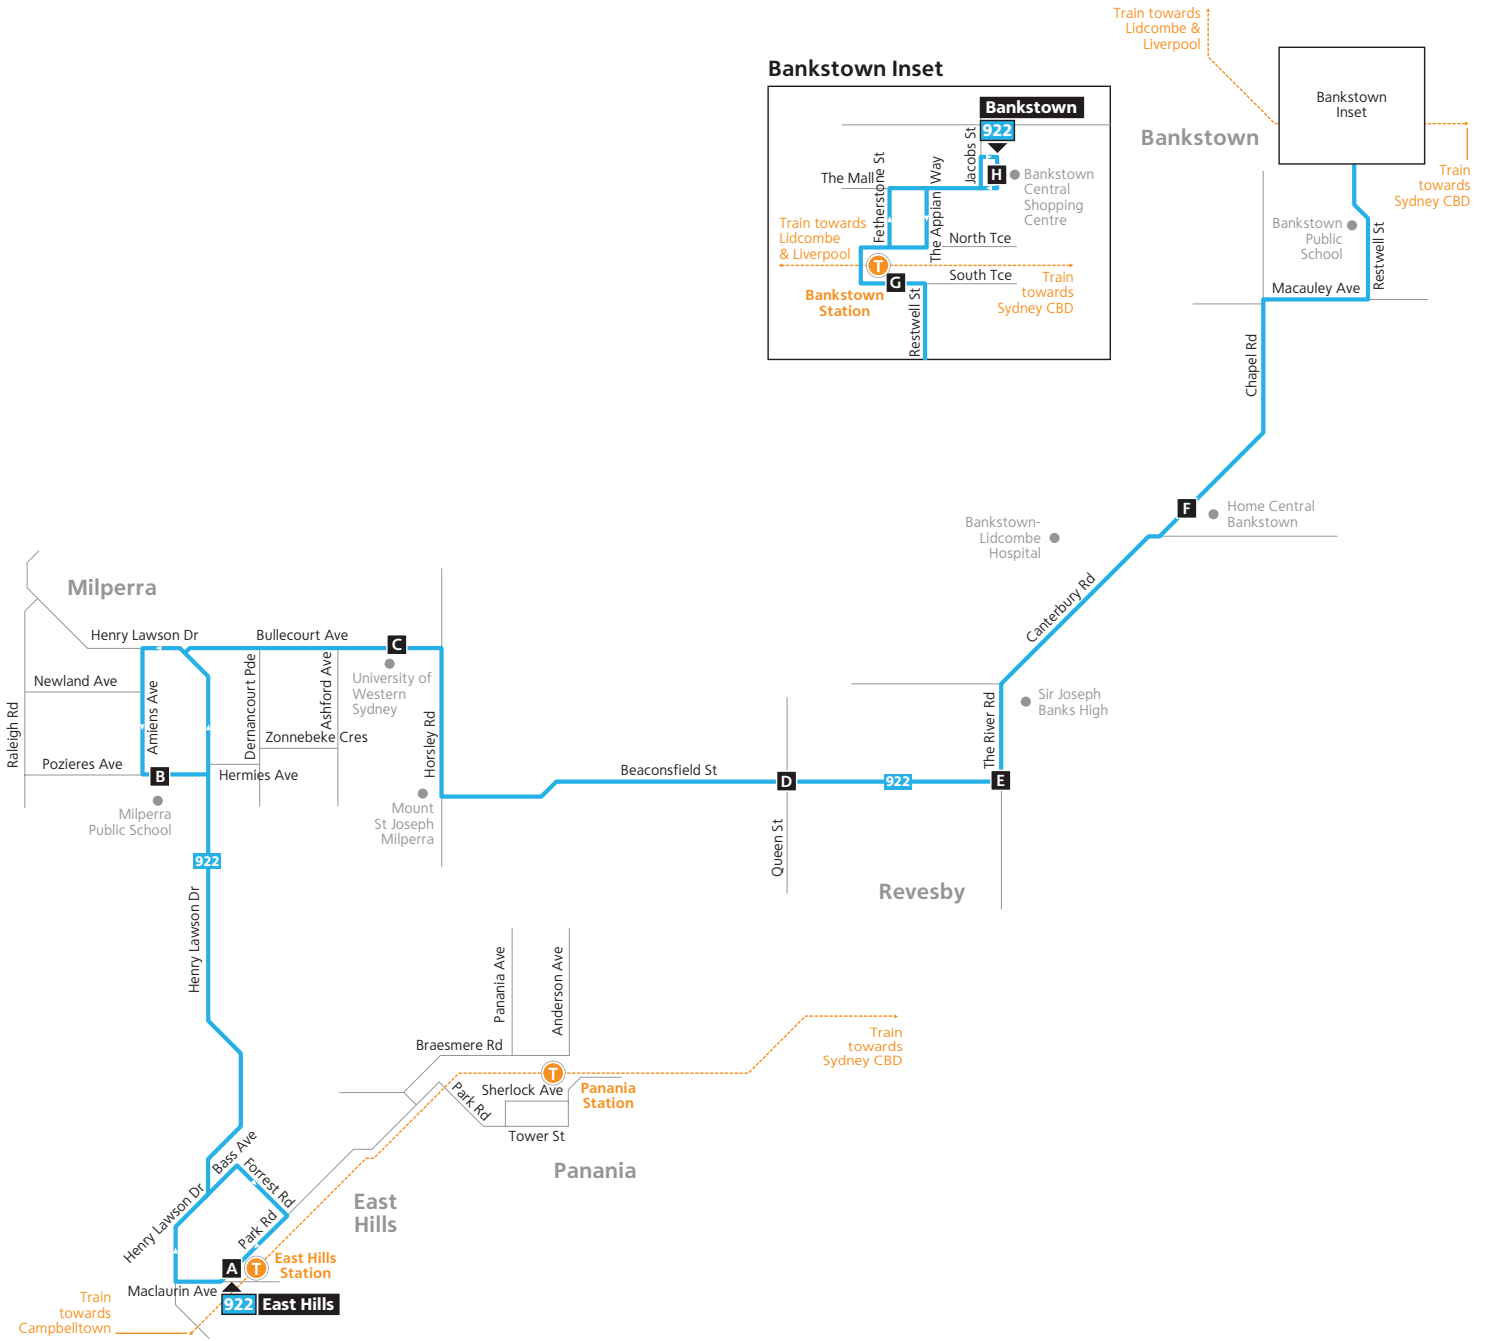 Train towards
Lidcombe &
Liverpool
Bankstown Inset
Bankstown
Inset
Bankstown
Train
towards
Sydney CBD
Bankstown
922
Jacobs St
H
Bankstown
Central
Shopping
Centre
The Mall
Fetherstone St
The Appian Way
Train towards
Lidcombe
& Liverpool
North Tce
T
G
South Tce
Bankstown
Station
Restwell St
Train
towards
Sydney CBD
Bankstown
Public
School
Restwell St
Macauley Ave
Chapel Rd
F
Home Central
Bankstown
Bankstown-
Lidcombe
Hospital
Canterbury Rd
Milperra
Henry Lawson Dr
Bullecourt Ave
C
University of
Western
Sydney
Newland Ave
Raleigh Rd
Amiens Ave
Dernancourt Pde
Ashford Ave
Zonnebeke Cres
Horsley Rd
Pozieres Ave
B
Hermies Ave
Milperra
Public School
Mount
St Joseph
Milperra
Beaconsfield St
D
922
E
The River Rd
Sir Joseph
Banks High
Queen St
Revesby
922
Henry Lawson Dr
Panania Ave
Anderson Ave
Braesmere Rd
Train
towards
Sydney CBD
T
Panania
Station
Sherlock Ave
Park Rd
Tower St
Panania
Bass Ave
Forrest Rd
Henry Lawson Dr
Park Rd
East
Hills
A
T
East Hills
Station
Maclaurin Ave
922
East Hills
Train
towards
Campbelltown